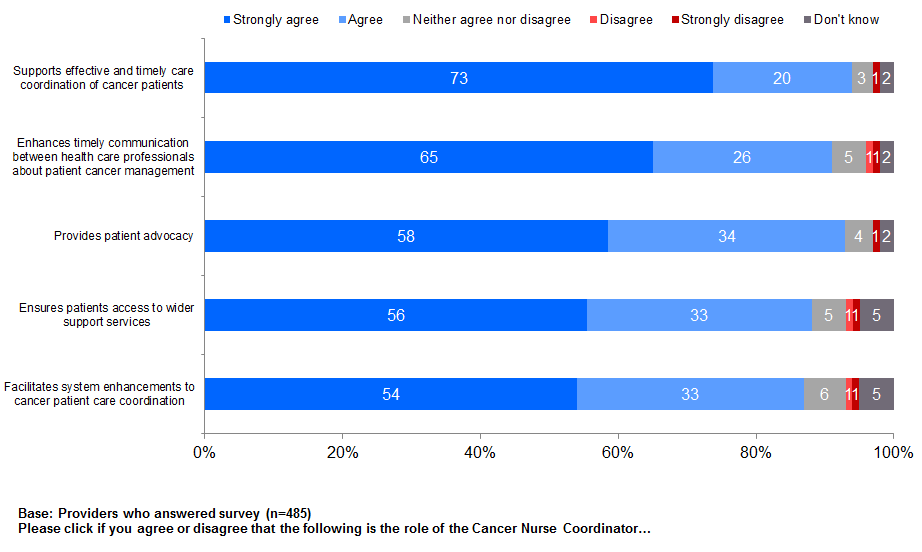 Strongly agree Agree Neither agree nor disagree Disagree Strongly disagree Don't know
Supports effective and timely care
coordination of cancer patients
73 20 3 1 2
Enhances timely communication
between health care professionals
about patient cancer management
65 26 5 1 1 2
Provides patient advocacy
58 34 4 1 2
Ensures patients access to wider
support services
56 33 5 1 1 5
Facilitates system enhancements to
cancer patient care coordination
54 33 6 1 1 5
0% 20% 40% 60% 80% 100%
Base: Providers who answered survey (n=485)
Please click if you agree or disagree that the following is the role of the Cancer Nurse Coordinator…